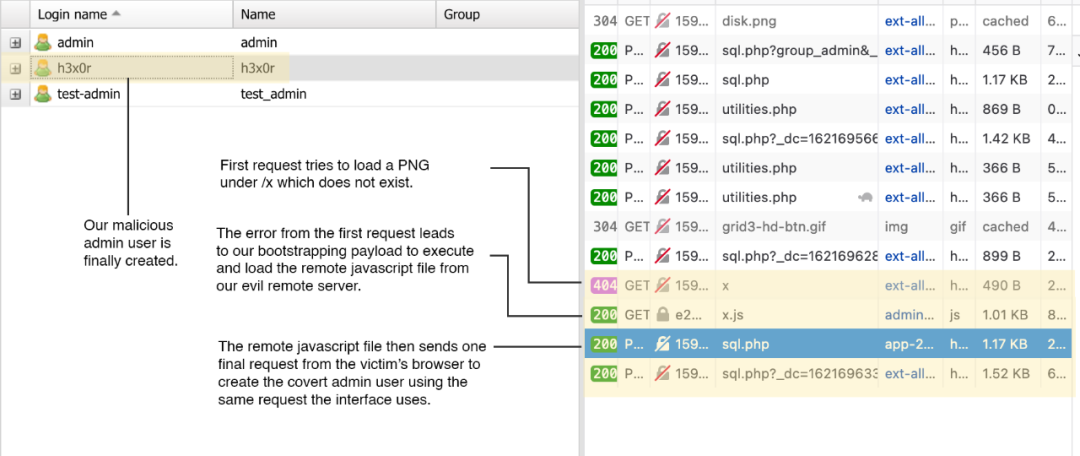 Login name Name Group
admin admin
h3x0r h3x0r
test-admin test_admin
First request tries to load a PNG
under /x which does not exist.
Our malicious
admin user is
finally created.
The error from the first request leads
to our bootstrapping payload to execute
and load the remote javascript file from
our evil remote server.
The remote javascript file then sends one
final request from the victim’s browser to
create the covert admin user using the
same request the interface uses.
304 GET 159... disk.png ext-all... p... cached 6...
200 P... 159... sql.php?group_admin&_ ext-all... h... 456 B 7...
200 P... 159... sql.php ext-all... h... 1.17 KB 2...
200 P... 159... utilities.php ext-all... h... 869 B 0...
200 P... 159... sql.php?_dc=162169566 ext-all... h... 1.42 KB 4...
200 P... 159... utilities.php ext-all... h... 366 B 5...
200 P... 159... utilities.php ext-all... h... 366 B 5...
304 GET 159... grid3-hd-btn.gif img gif cached 4...
200 P... 159... sql.php?_dc=162169628 ext-all... h... 899 B 2...
404 GET 159... x ext-all... h... 490 B 2...
200 GET e2... x.js admin... js 1.01 KB 8...
200 P... 159... sql.php app-2... h... 1.17 KB 2...
200 P... 159... sql.php?_dc=162169633 ext-all... h... 1.52 KB 6...